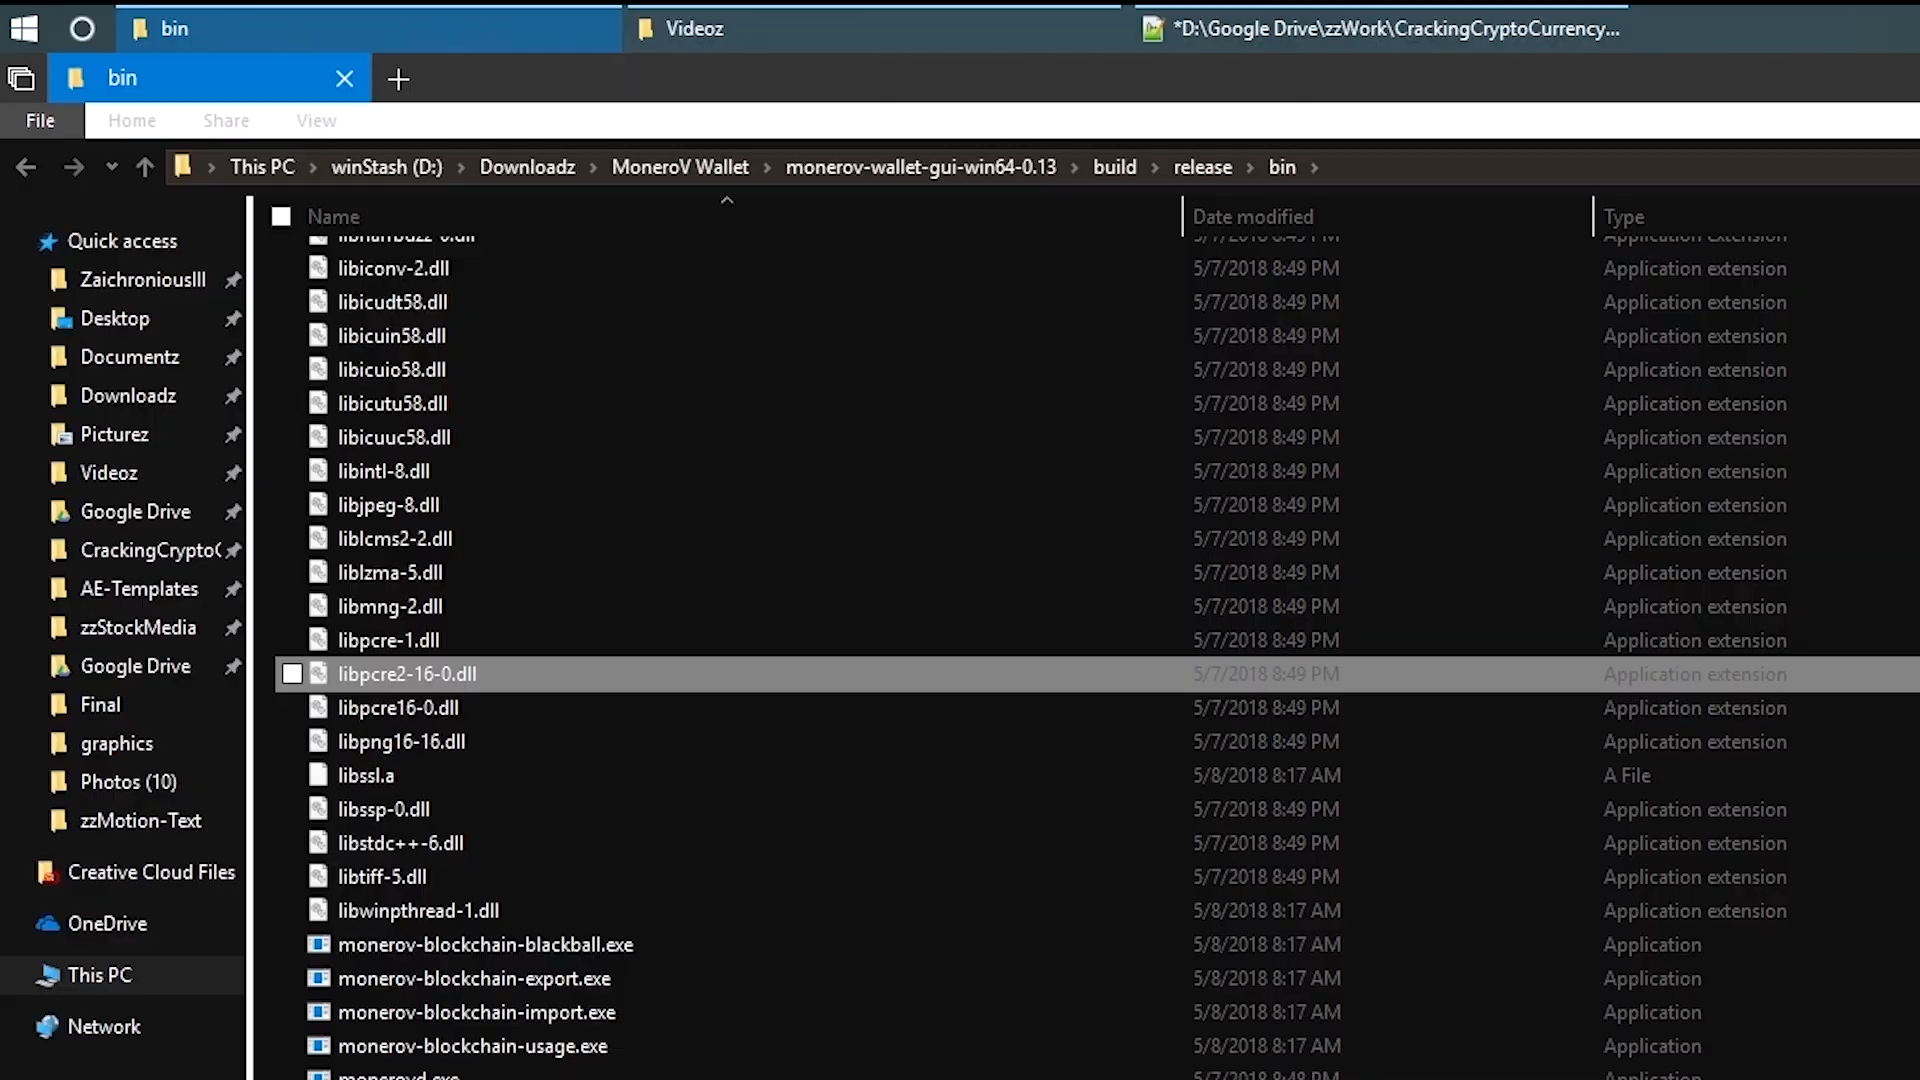 bin
Videoz
*D:\Google Drive\zzWork\CrackingCryptoCurrency...
bin
File Home Share View
This PC winStash (D:) Downloadz MoneroV Wallet monerov-wallet-gui-win64-0.13 build release bin
Name Date modified Type
Quick access
ZaichroniousIII
Desktop
Documentz
Downloadz
Picturez
Videoz
Google Drive
CrackingCrypto
AE-Templates
zzStockMedia
Google Drive
Final
graphics
Photos (10)
zzMotion-Text
Creative Cloud Files
OneDrive
This PC
Network
libiconv-2.dll 5/7/2018 8:49 PM Application extension
libicudt58.dll 5/7/2018 8:49 PM Application extension
libicuin58.dll 5/7/2018 8:49 PM Application extension
libicuio58.dll 5/7/2018 8:49 PM Application extension
libicutu58.dll 5/7/2018 8:49 PM Application extension
libicuuc58.dll 5/7/2018 8:49 PM Application extension
libintl-8.dll 5/7/2018 8:49 PM Application extension
libjpeg-8.dll 5/7/2018 8:49 PM Application extension
liblcms2-2.dll 5/7/2018 8:49 PM Application extension
liblzma-5.dll 5/7/2018 8:49 PM Application extension
libmng-2.dll 5/7/2018 8:49 PM Application extension
libpcre-1.dll 5/7/2018 8:49 PM Application extension
libpcre2-16-0.dll 5/7/2018 8:49 PM Application extension
libpcre16-0.dll 5/7/2018 8:49 PM Application extension
libpng16-16.dll 5/7/2018 8:49 PM Application extension
libssl.a 5/8/2018 8:17 AM A File
libssp-0.dll 5/7/2018 8:49 PM Application extension
libstdc++-6.dll 5/7/2018 8:49 PM Application extension
libtiff-5.dll 5/7/2018 8:49 PM Application extension
libwinpthread-1.dll 5/8/2018 8:17 AM Application extension
monerov-blockchain-blackball.exe 5/8/2018 8:17 AM Application
monerov-blockchain-export.exe 5/8/2018 8:17 AM Application
monerov-blockchain-import.exe 5/8/2018 8:17 AM Application
monerov-blockchain-usage.exe 5/8/2018 8:17 AM Application